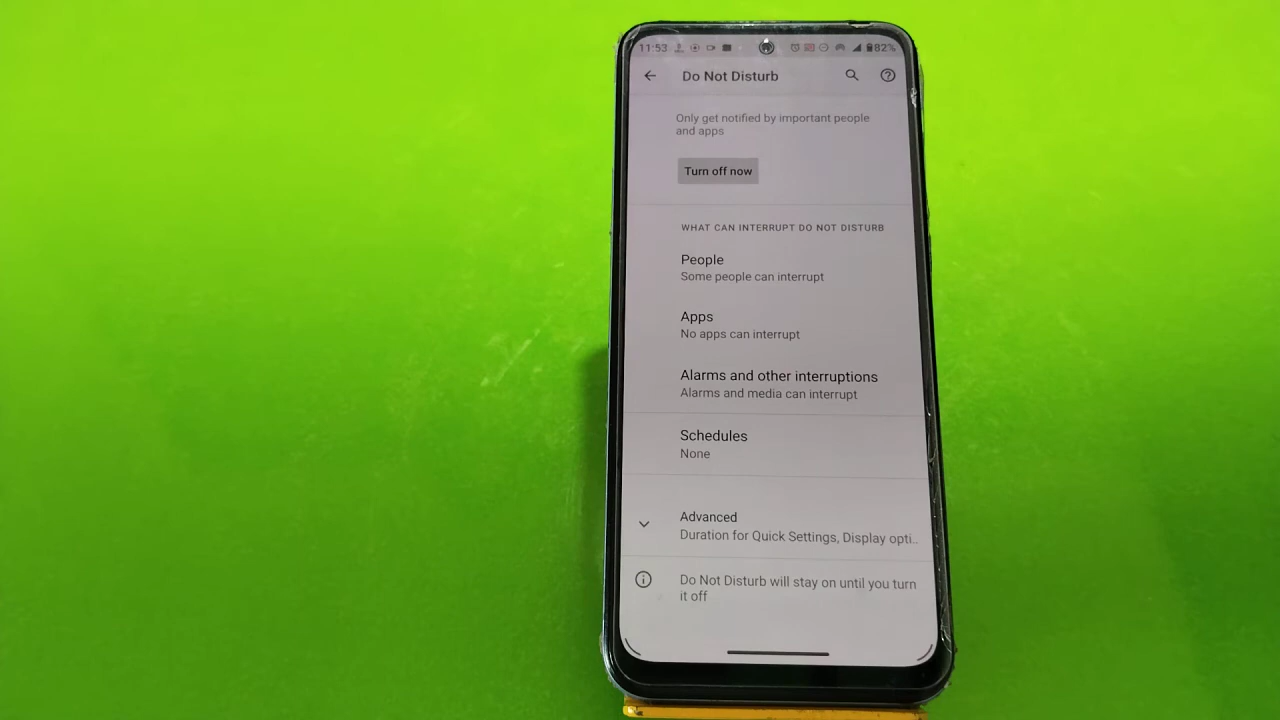 11:53 82%
Do Not Disturb
Only get notified by important people
and apps
Turn off now
WHAT CAN INTERRUPT DO NOT DISTURB
People
Some people can interrupt
Apps
No apps can interrupt
Alarms and other interruptions
Alarms and media can interrupt
Schedules
None
Advanced
Duration for Quick Settings, Display opti..
Do Not Disturb will stay on until you turn
it off